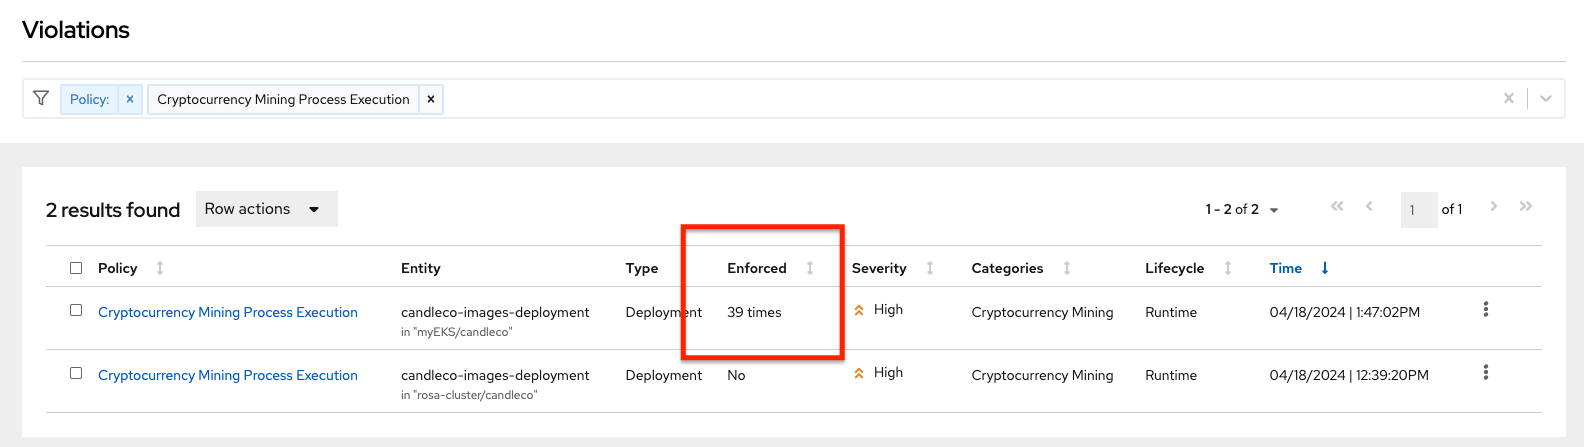 Violations
Policy: × Cryptocurrency Mining Process Execution ×
2 results found Row actions 1 - 2 of 2 1 of 1
Policy Entity Type Enforced Severity Categories Lifecycle Time
Cryptocurrency Mining Process Execution candleco-images-deployment Deployment 39 times High Cryptocurrency Mining Runtime 04/18/2024 | 1:47:02PM
in "myEKS/candleco"
Cryptocurrency Mining Process Execution candleco-images-deployment Deployment No High Cryptocurrency Mining Runtime 04/18/2024 | 12:39:20PM
in "rosa-cluster/candleco"